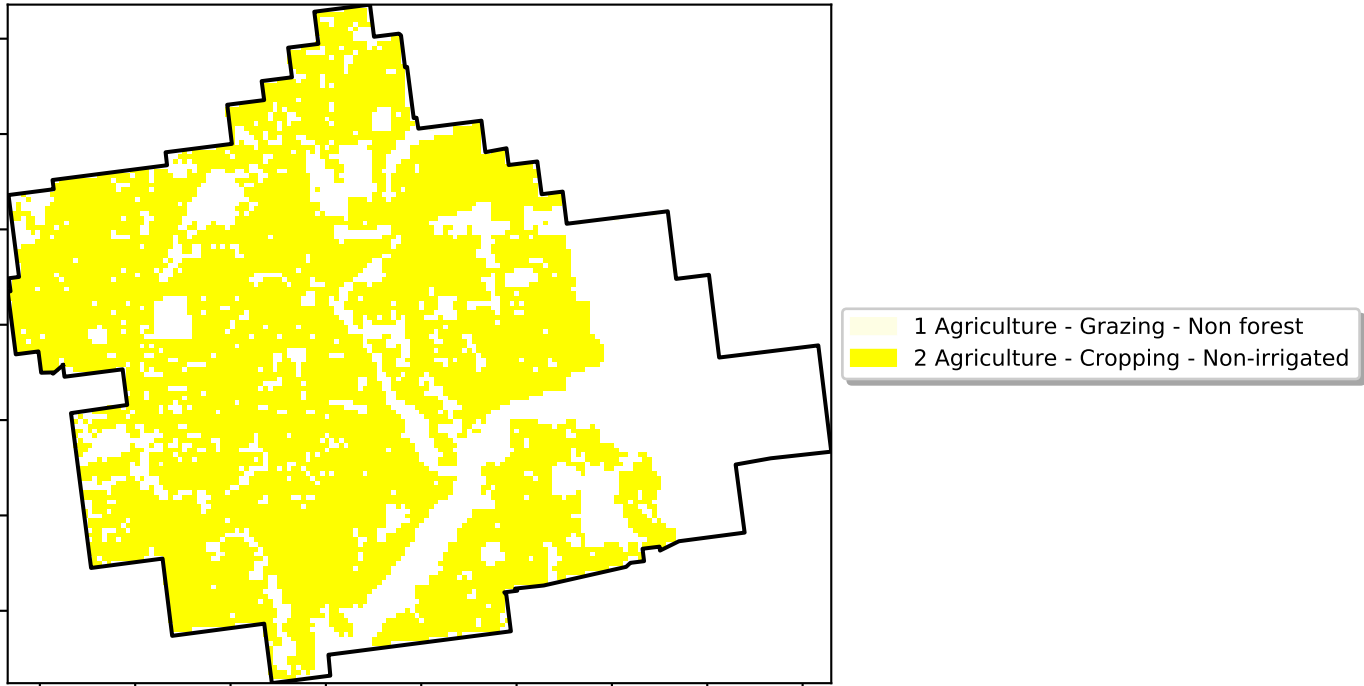 1 Agriculture - Grazing - Non forest
2 Agriculture - Cropping - Non-irrigated